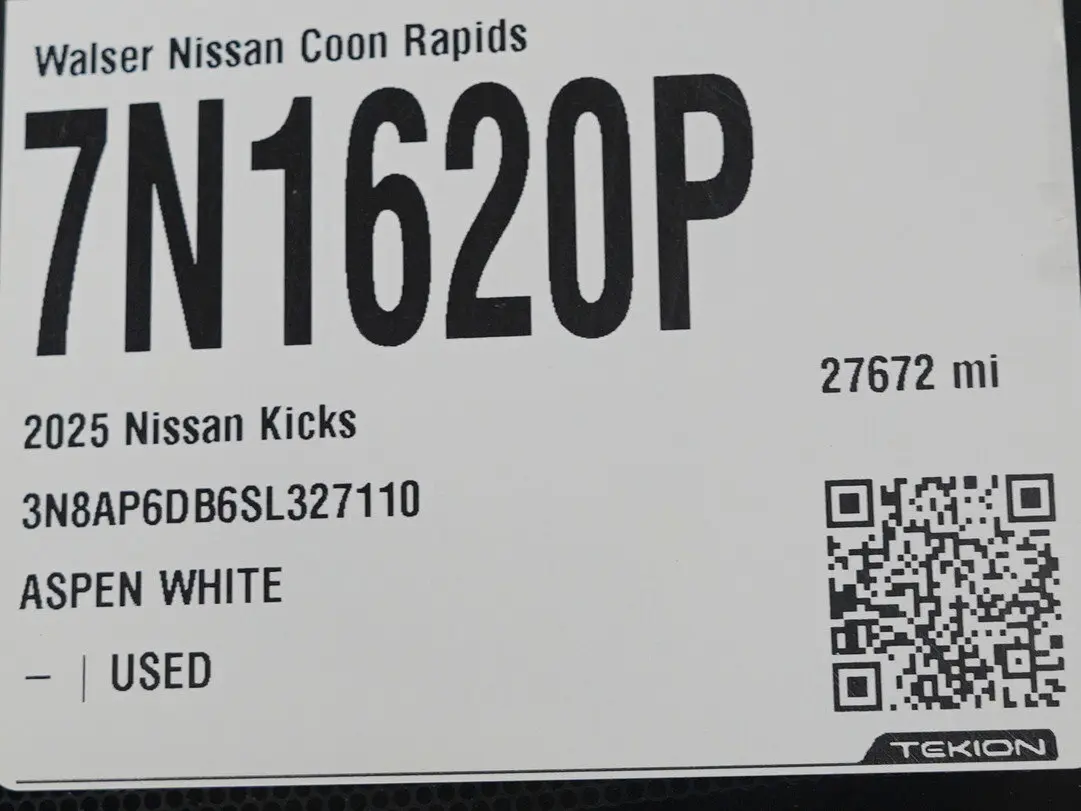 Walser Nissan Coon Rapids
7N1620P
27672 mi
2025 Nissan Kicks
3N8AP6DB6SL327110
ASPEN WHITE
– | USED
TEKION